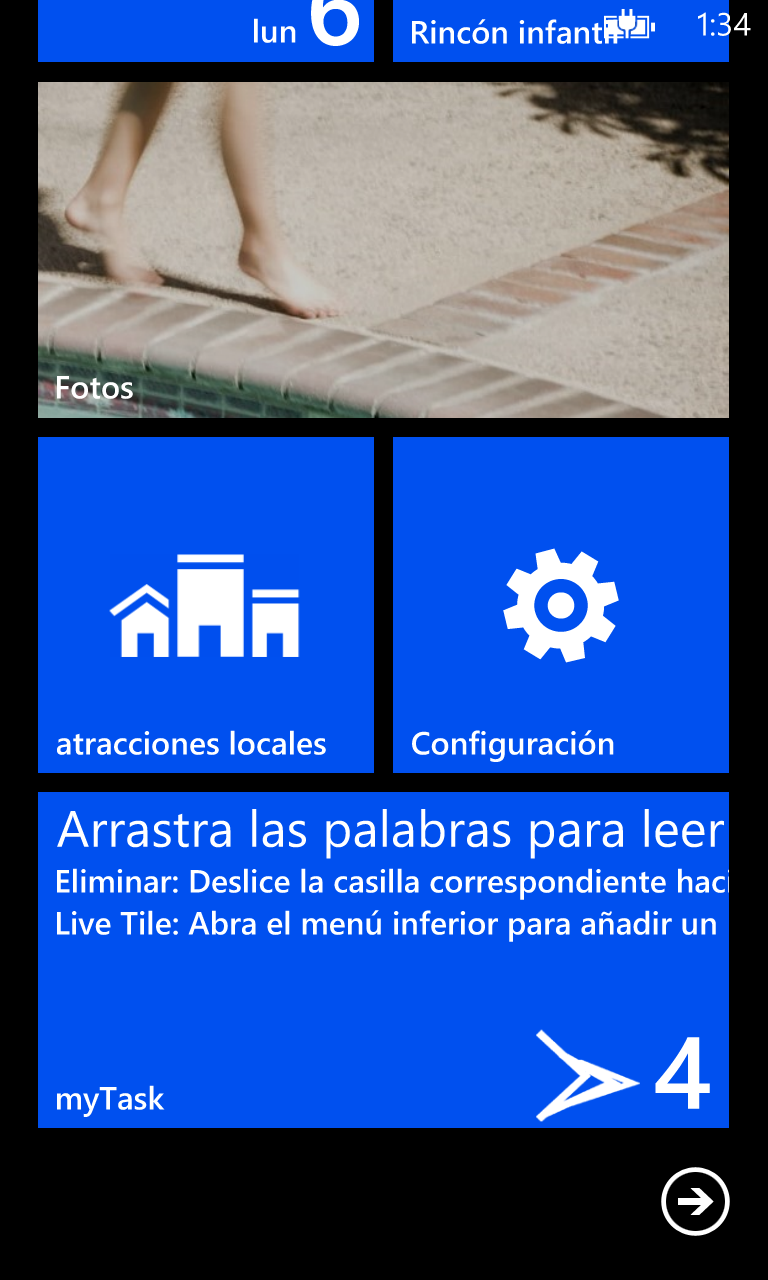 lun 6
Rincón infantil
1:34
Fotos
atracciones locales
Configuración
Arrastra las palabras para leer
Eliminar: Deslice la casilla correspondiente haci
Live Tile: Abra el menú inferior para añadir un
myTask
4